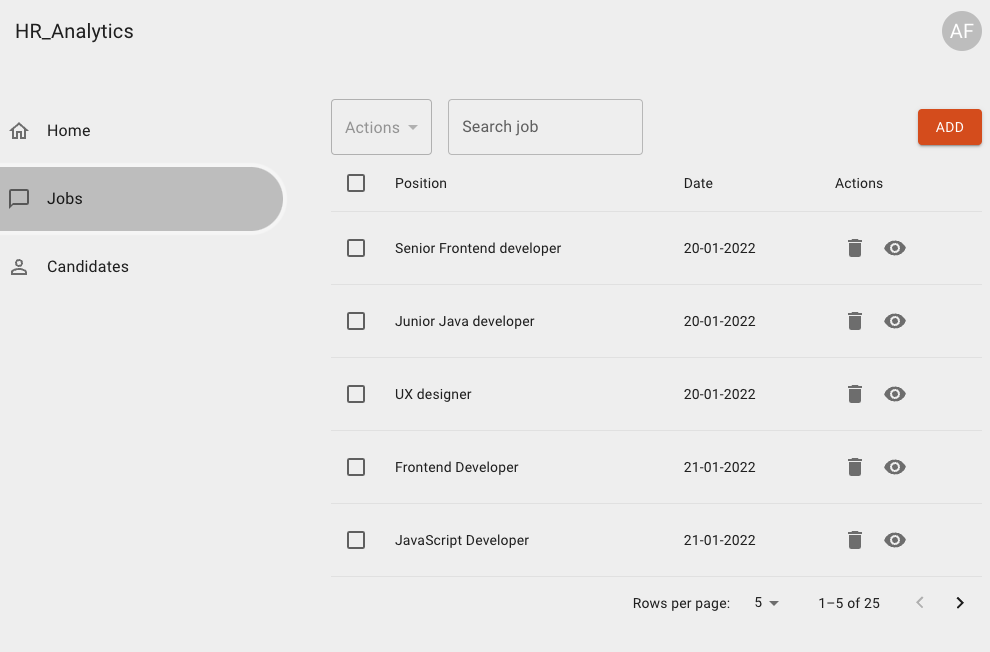 HR_Analytics
AF
Home
Jobs
Candidates
Actions
Search job
ADD
Position Date Actions
Senior Frontend developer 20-01-2022
Junior Java developer 20-01-2022
UX designer 20-01-2022
Frontend Developer 21-01-2022
JavaScript Developer 21-01-2022
Rows per page: 5 1–5 of 25